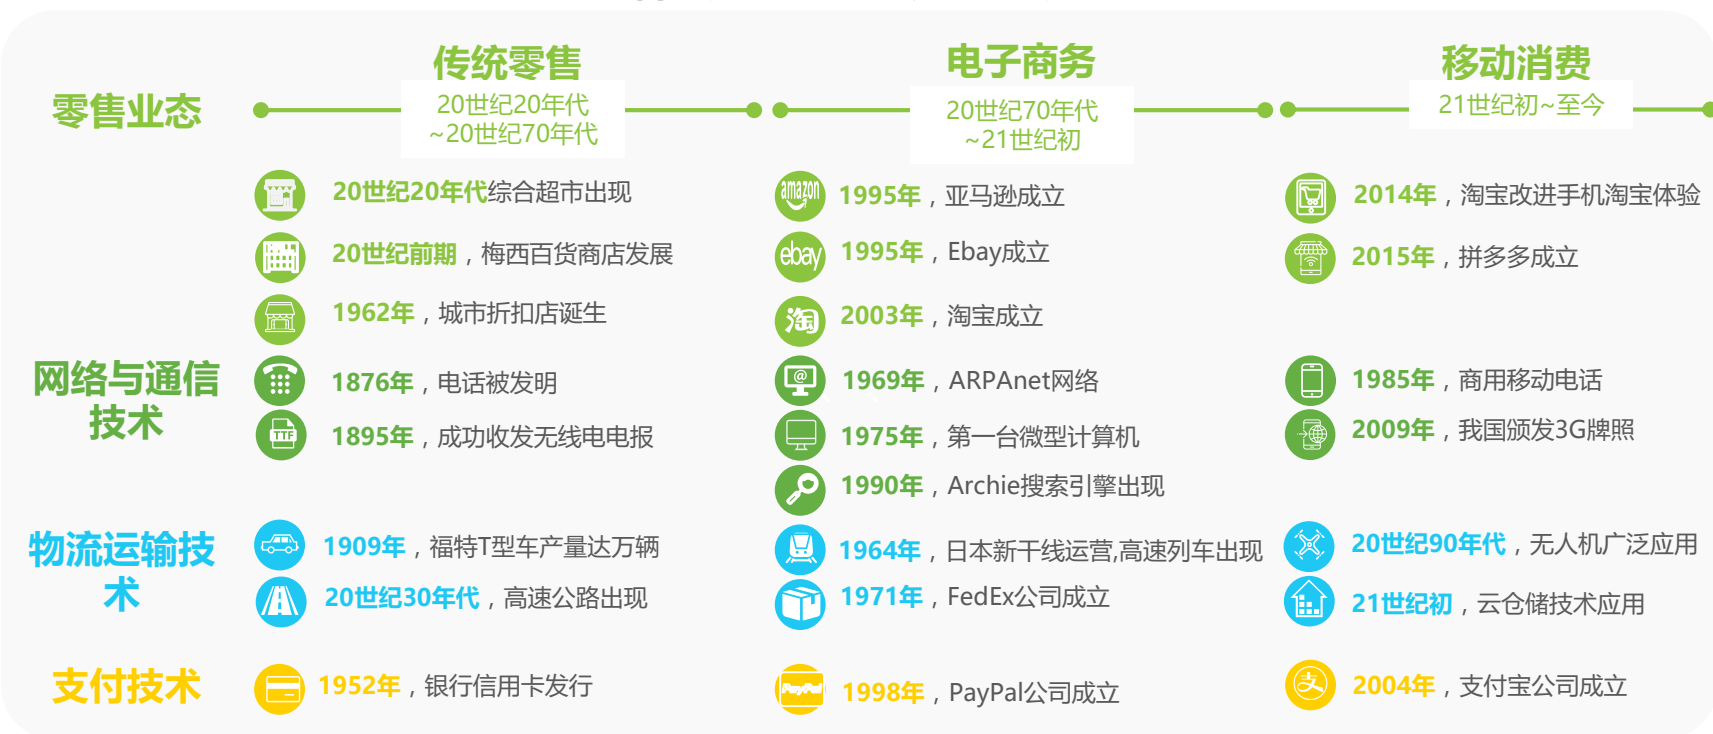 传统零售
电子商务
移动消费
零售业态
20世纪20年代
~20世纪70年代
20世纪70年代
~21世纪初
21世纪初~至今
20世纪20年代综合超市出现
amazon
1995年，亚马逊成立
2014年，淘宝改进手机淘宝体验
20世纪前期，梅西百货商店发展
ebay
1995年，Ebay成立
2015年，拼多多成立
1962年，城市折扣店诞生
淘
2003年，淘宝成立
网络与通信
技术
1876年，电话被发明
@
1969年，ARPAnet网络
1985年，商用移动电话
TTF
1895年，成功收发无线电电报
1975年，第一台微型计算机
2009年，我国颁发3G牌照
1990年，Archie搜索引擎出现
物流运输技
术
1909年，福特T型车产量达万辆
1964年，日本新干线运营,高速列车出现
20世纪90年代，无人机广泛应用
20世纪30年代，高速公路出现
1971年，FedEx公司成立
21世纪初，云仓储技术应用
支付技术
1952年，银行信用卡发行
PayPal
1998年，PayPal公司成立
支
2004年，支付宝公司成立